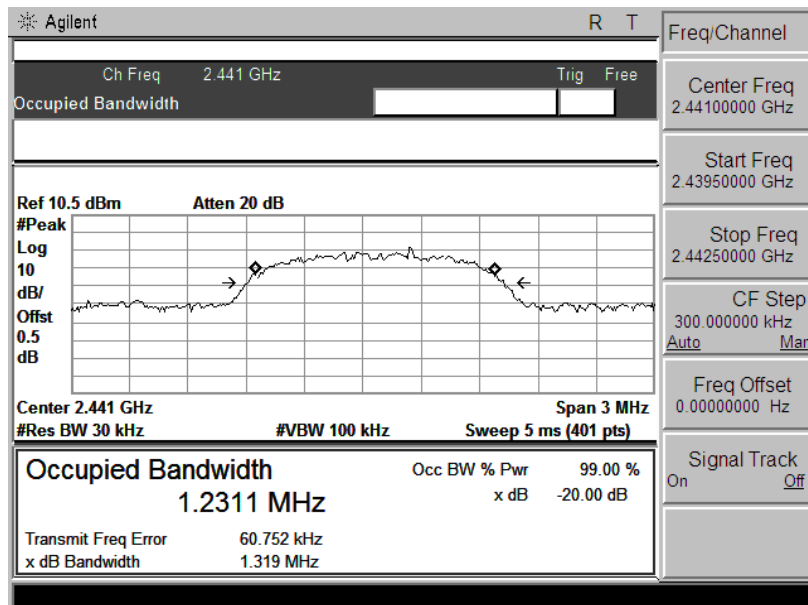 Agilent R T
Ch Freq 2.441 GHz Trig Free
Occupied Bandwidth
Ref 10.5 dBm Atten 20 dB
#Peak
Log
10
dB/
Offst
0.5
dB
Center 2.441 GHz Span 3 MHz
#Res BW 30 kHz #VBW 100 kHz Sweep 5 ms (401 pts)
Occupied Bandwidth
1.2311 MHz
Occ BW % Pwr 99.00 %
x dB -20.00 dB
Transmit Freq Error 60.752 kHz
x dB Bandwidth 1.319 MHz
Freq/Channel
Center Freq
2.44100000 GHz
Start Freq
2.43950000 GHz
Stop Freq
2.44250000 GHz
CF Step
300.000000 kHz
Auto Man
Freq Offset
0.00000000 Hz
Signal Track
On Off